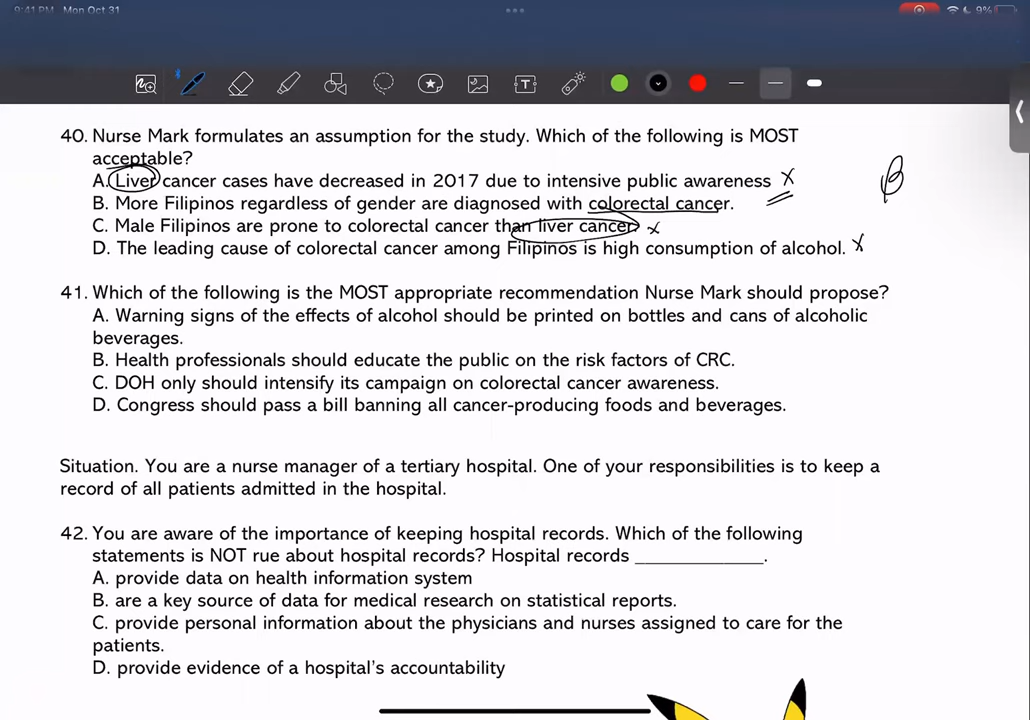 9:41 PM Mon Oct 31
9%
T
40. Nurse Mark formulates an assumption for the study. Which of the following is MOST
acceptable?
A. Liver cancer cases have decreased in 2017 due to intensive public awareness X
B. More Filipinos regardless of gender are diagnosed with colorectal cancer.
C. Male Filipinos are prone to colorectal cancer than liver cancer. x
D. The leading cause of colorectal cancer among Filipinos is high consumption of alcohol. x
B
41. Which of the following is the MOST appropriate recommendation Nurse Mark should propose?
A. Warning signs of the effects of alcohol should be printed on bottles and cans of alcoholic
beverages.
B. Health professionals should educate the public on the risk factors of CRC.
C. DOH only should intensify its campaign on colorectal cancer awareness.
D. Congress should pass a bill banning all cancer-producing foods and beverages.
Situation. You are a nurse manager of a tertiary hospital. One of your responsibilities is to keep a
record of all patients admitted in the hospital.
42. You are aware of the importance of keeping hospital records. Which of the following
statements is NOT rue about hospital records? Hospital records _____________.
A. provide data on health information system
B. are a key source of data for medical research on statistical reports.
C. provide personal information about the physicians and nurses assigned to care for the
patients.
D. provide evidence of a hospital's accountability